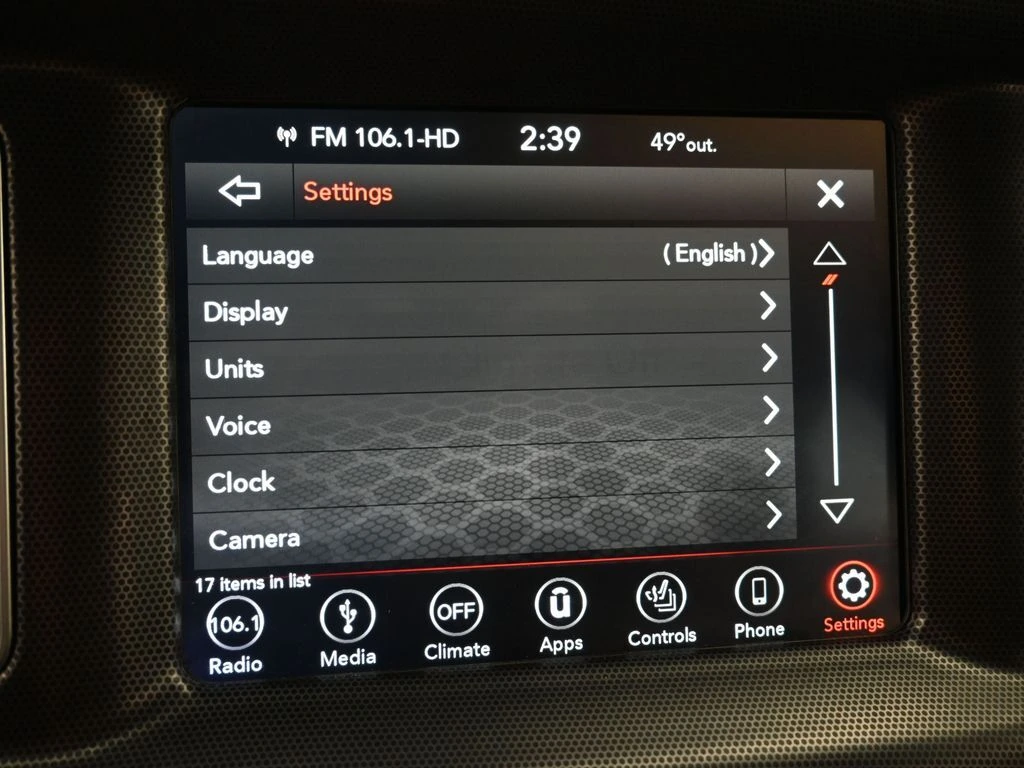 FM 106.1-HD 2:39 49°out.
Settings
Language (English)
Display
Units
Voice
Clock
Camera
17 items in list
106.1 OFF ū
Radio Media Climate Apps Controls Phone Settings